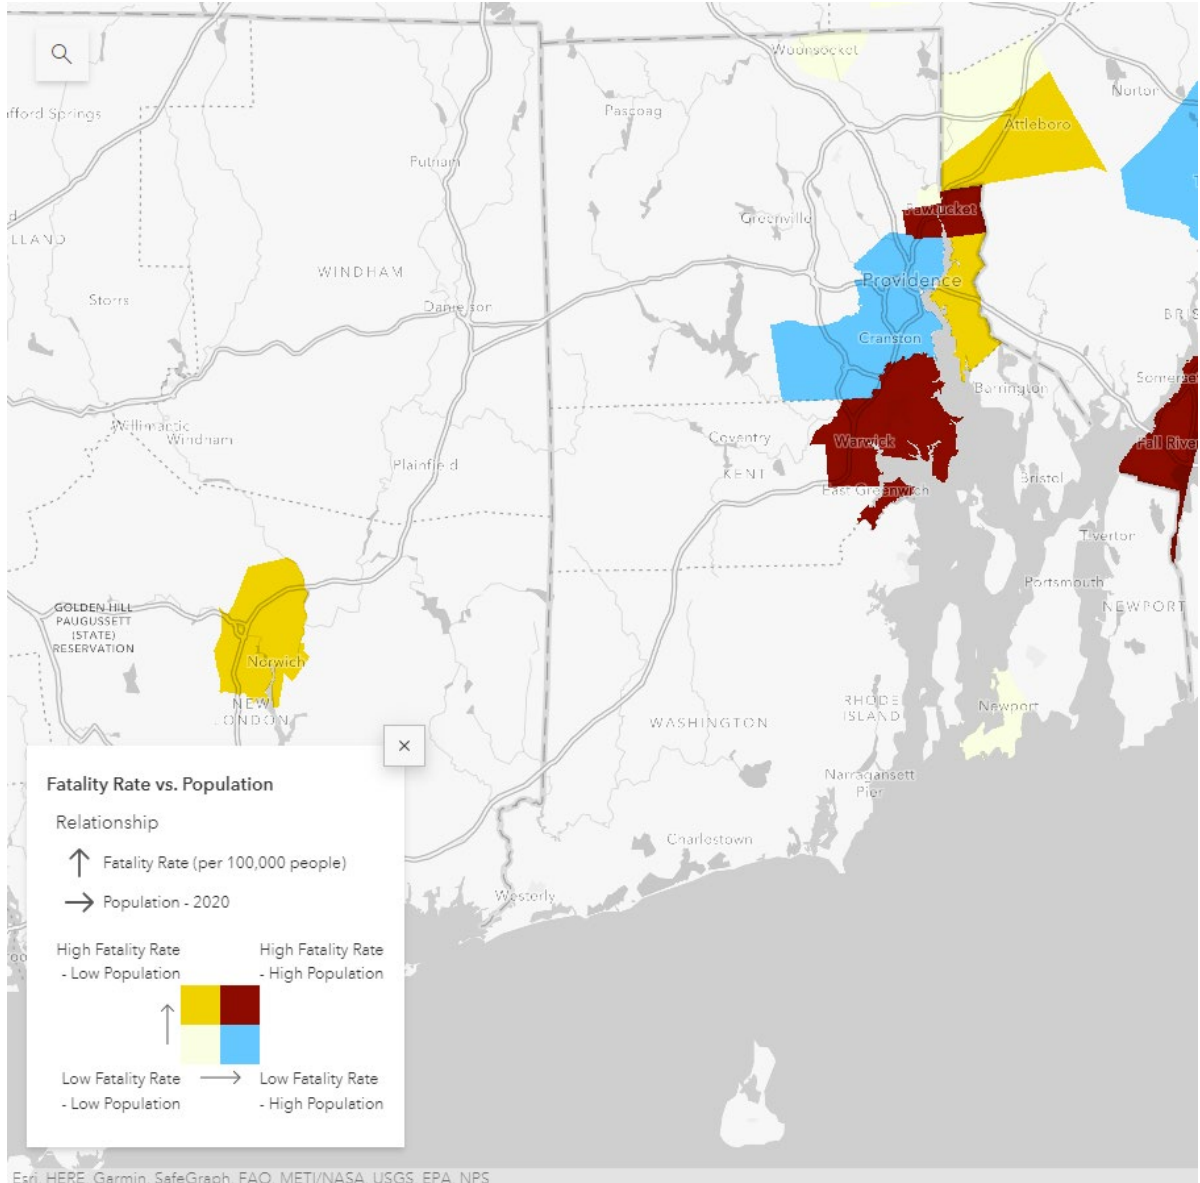 Woonsocket
Norton
Pascoag
Attleboro
afford Springs
Putnam
Pawtucket
Greenville
LLAND
WINDHAM
Providence
Storrs
Danielson
BRIS
Cranston
Barrington
Somerset
Willimantic
Windham
Coventry
Warwick
Fall River
Plainfield
KENT
East Greenwich
Bristol
Tiverton
Portsmouth
GOLDEN HILL
PAUGUSSETT
(STATE)
RESERVATION
NEWPORT
Norwich
NEW
LONDON
RHODE
ISLAND
Newport
WASHINGTON
Narragansett
Pier
Charlestown
Westerly
Fatality Rate vs. Population
Relationship
Fatality Rate (per 100,000 people)
Population - 2020
High Fatality Rate
- Low Population
High Fatality Rate
- High Population
Low Fatality Rate
- Low Population
Low Fatality Rate
- High Population
Esri, HERE, Garmin, SafeGraph, FAO, METI/NASA, USGS, EPA, NPS